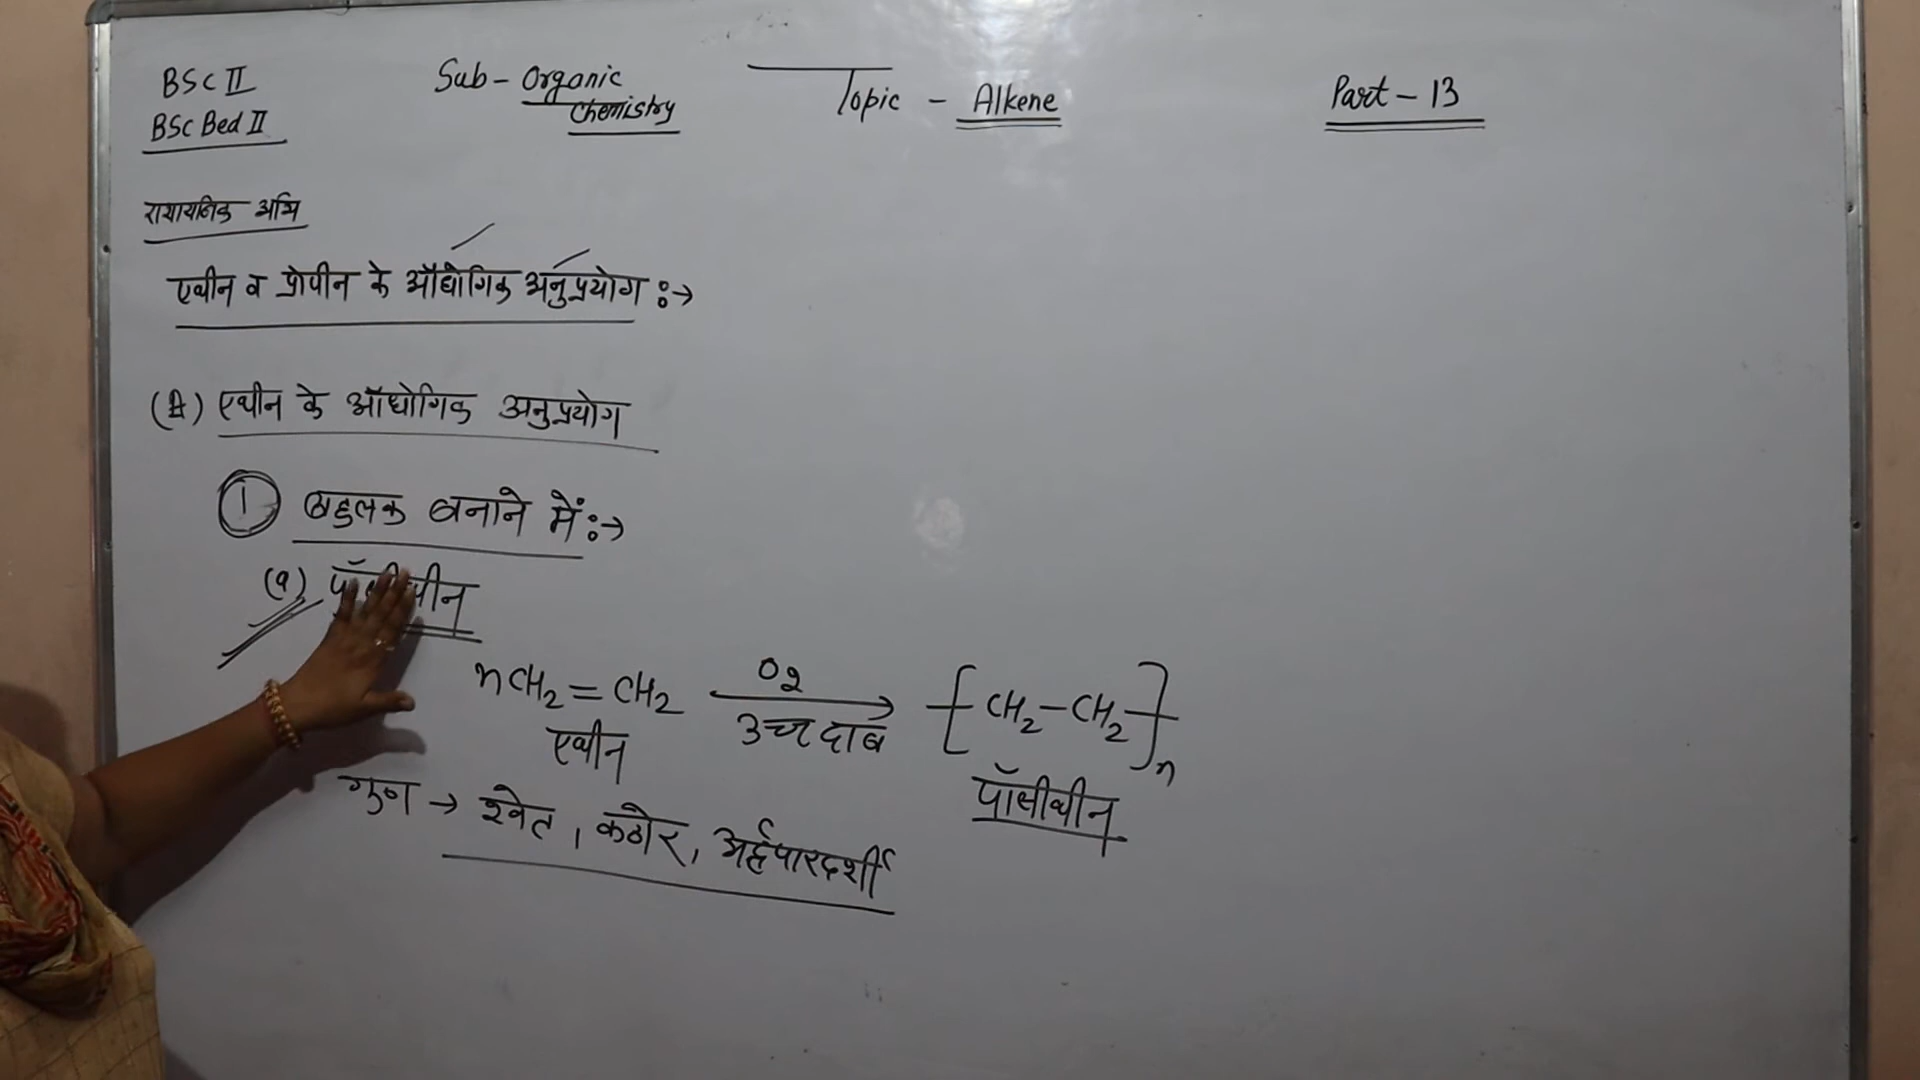 BSc II
BSc Bed II
Sub - Organic
Chemistry
Topic - Alkene
Part - 13
रासायनिक अभि
एथीन व प्रोपीन के औद्योगिक अनुप्रयोग :→
(A) एथीन के औद्योगिक अनुप्रयोग
1 बहुलक बनाने में :→
(a)
nCH2 = CH2 O2 उच्च दाब [CH2-CH2]n
एथीन
पॉलीथीन
गुण → श्वेत, कठोर, अर्द्धपारदर्शी